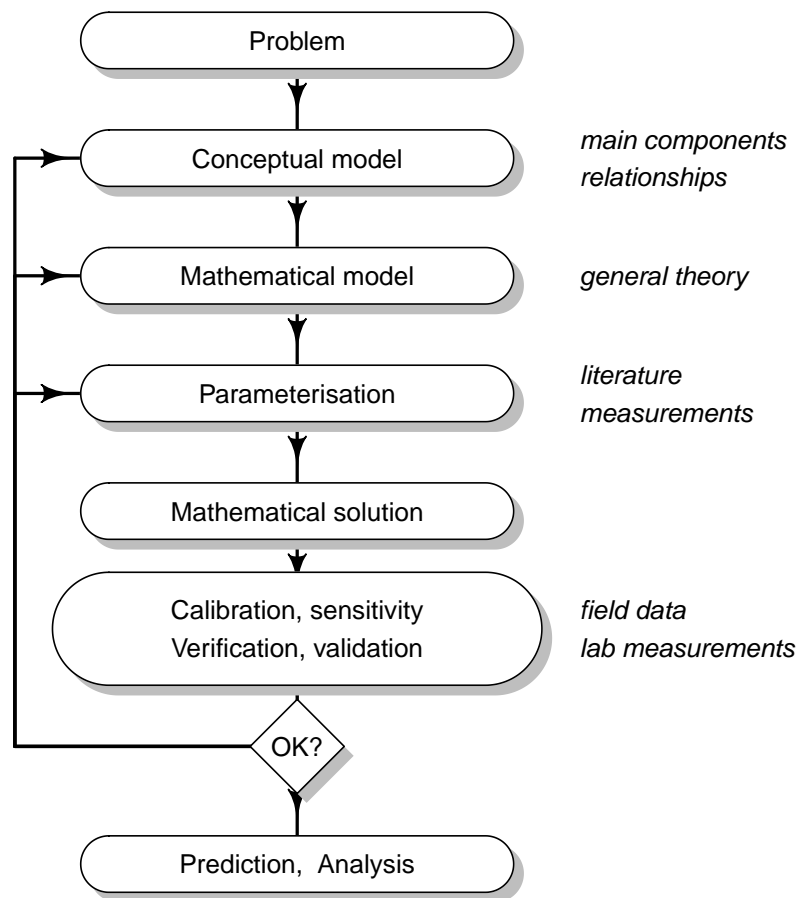 Problem
Conceptual model
main components
relationships
Mathematical model
general theory
Parameterisation
literature
measurements
Mathematical solution
Calibration, sensitivity
Verification, validation
field data
lab measurements
OK?
Prediction, Analysis